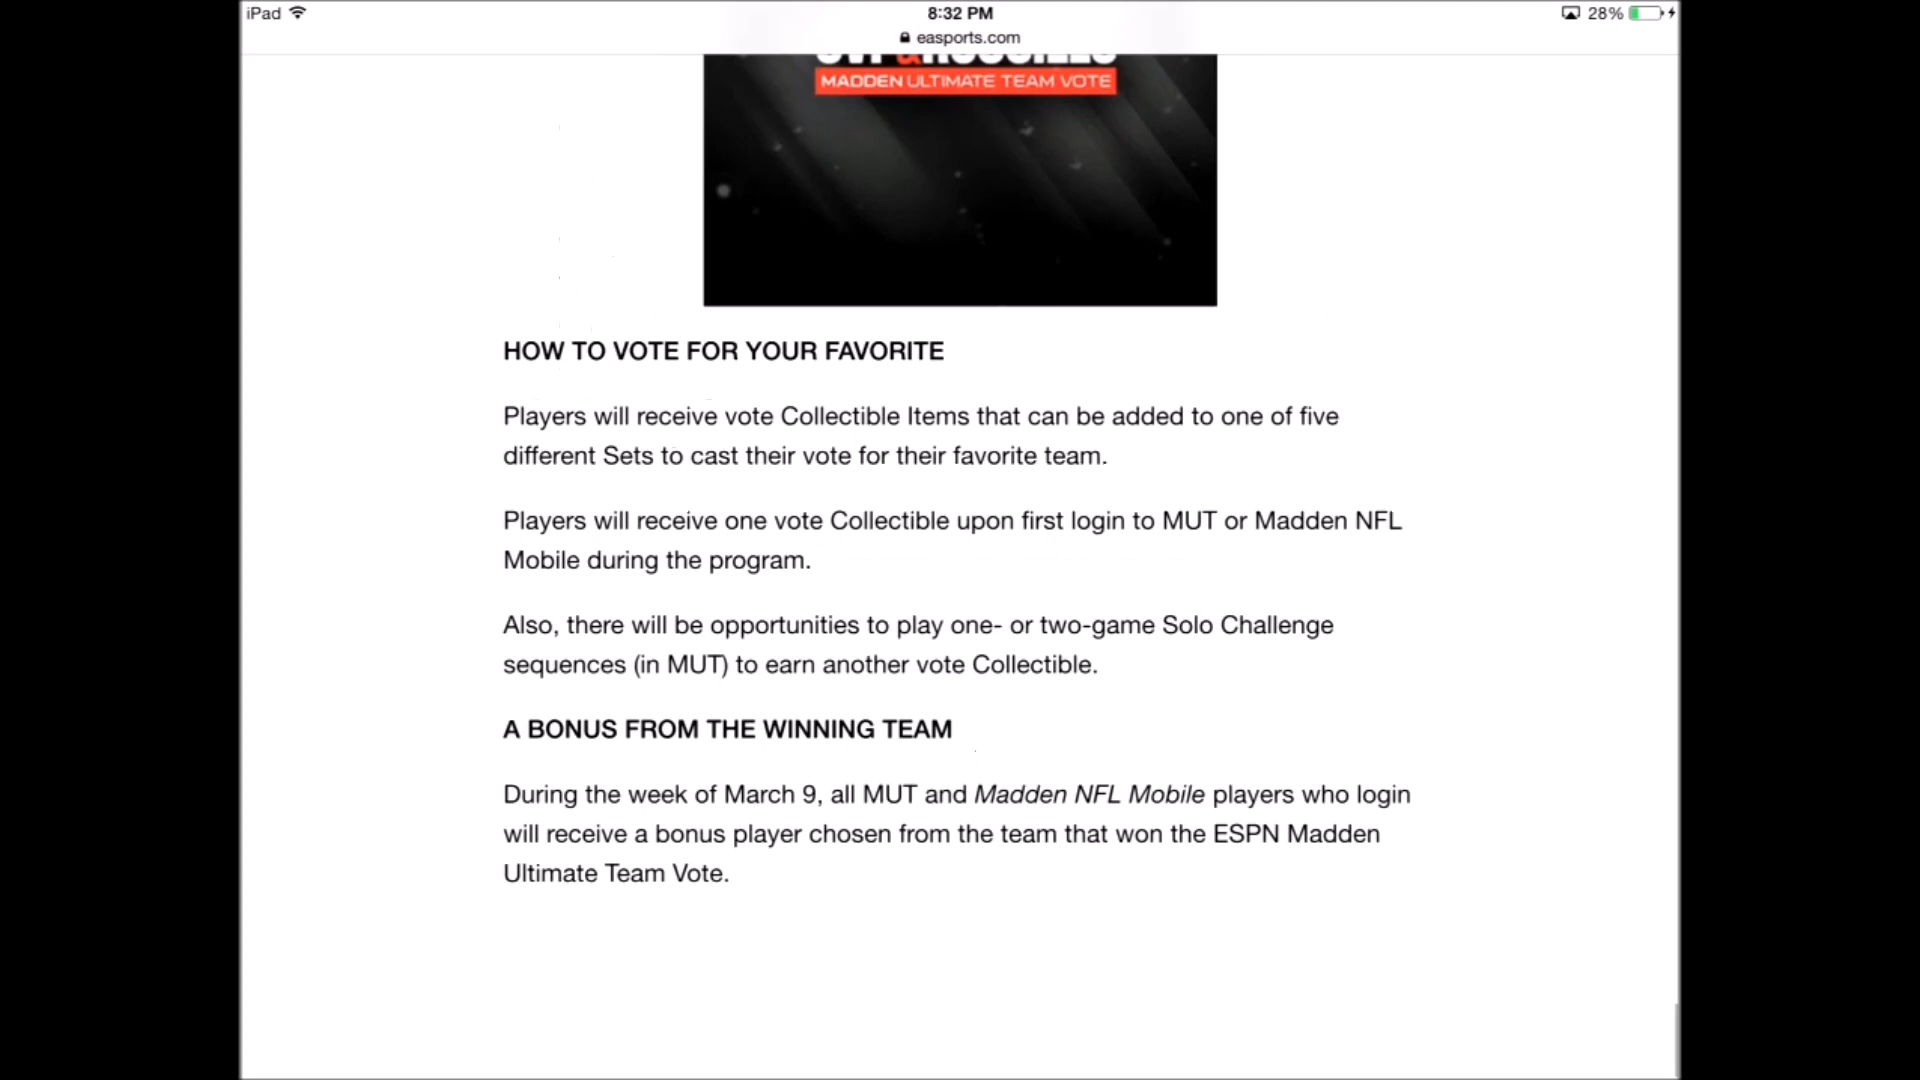 iPad
8:32 PM
28%
easports.com
MADDEN ULTIMATE TEAM VOTE
HOW TO VOTE FOR YOUR FAVORITE
Players will receive vote Collectible Items that can be added to one of five
different Sets to cast their vote for their favorite team.
Players will receive one vote Collectible upon first login to MUT or Madden NFL
Mobile during the program.
Also, there will be opportunities to play one- or two-game Solo Challenge
sequences (in MUT) to earn another vote Collectible.
A BONUS FROM THE WINNING TEAM
During the week of March 9, all MUT and Madden NFL Mobile players who login
will receive a bonus player chosen from the team that won the ESPN Madden
Ultimate Team Vote.